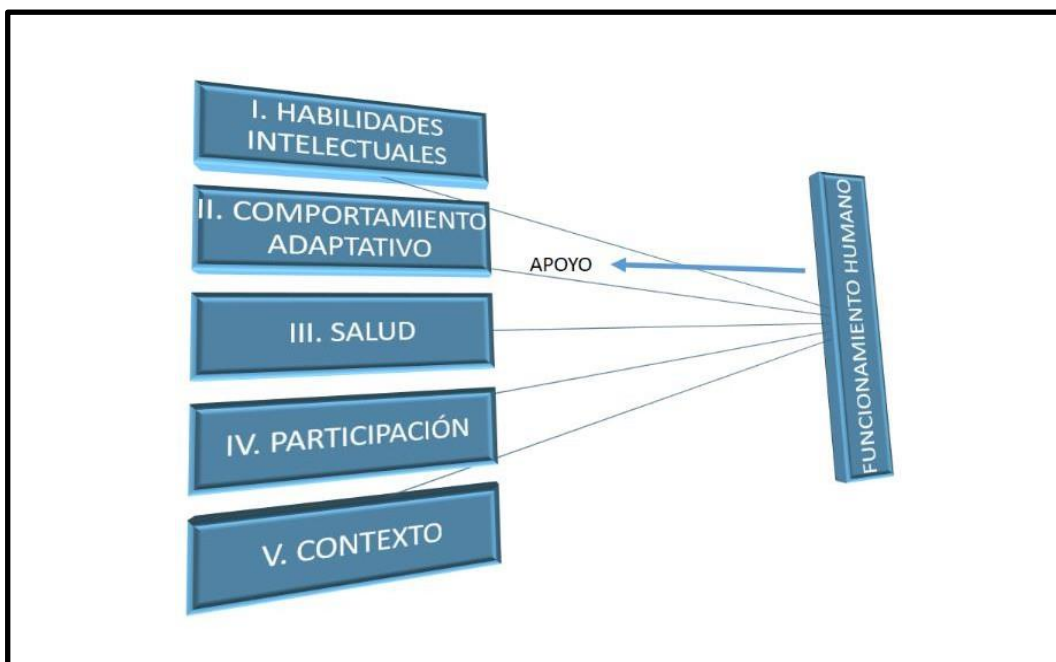 I. HABILIDADES
INTELECTUALES
II. COMPORTAMIENTO
ADAPTATIVO
APOYO
III. SALUD
IV. PARTICIPACIÓN
V. CONTEXTO
FUNCIONAMIENTO HUMANO